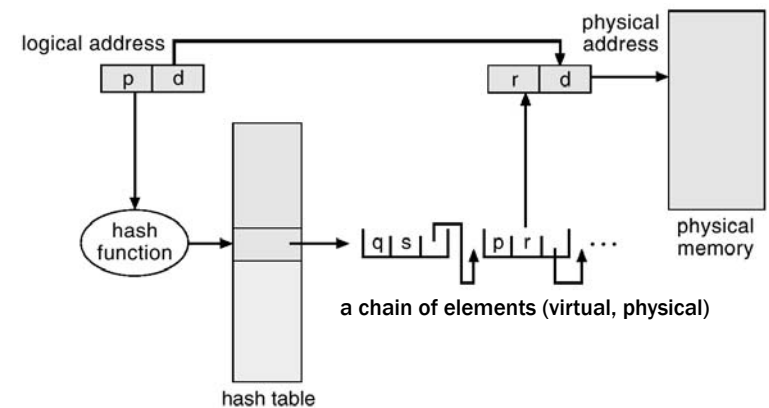 logical address
physical
address
p d
r d
hash
function
q s
p r
...
physical
memory
a chain of elements (virtual, physical)
hash table